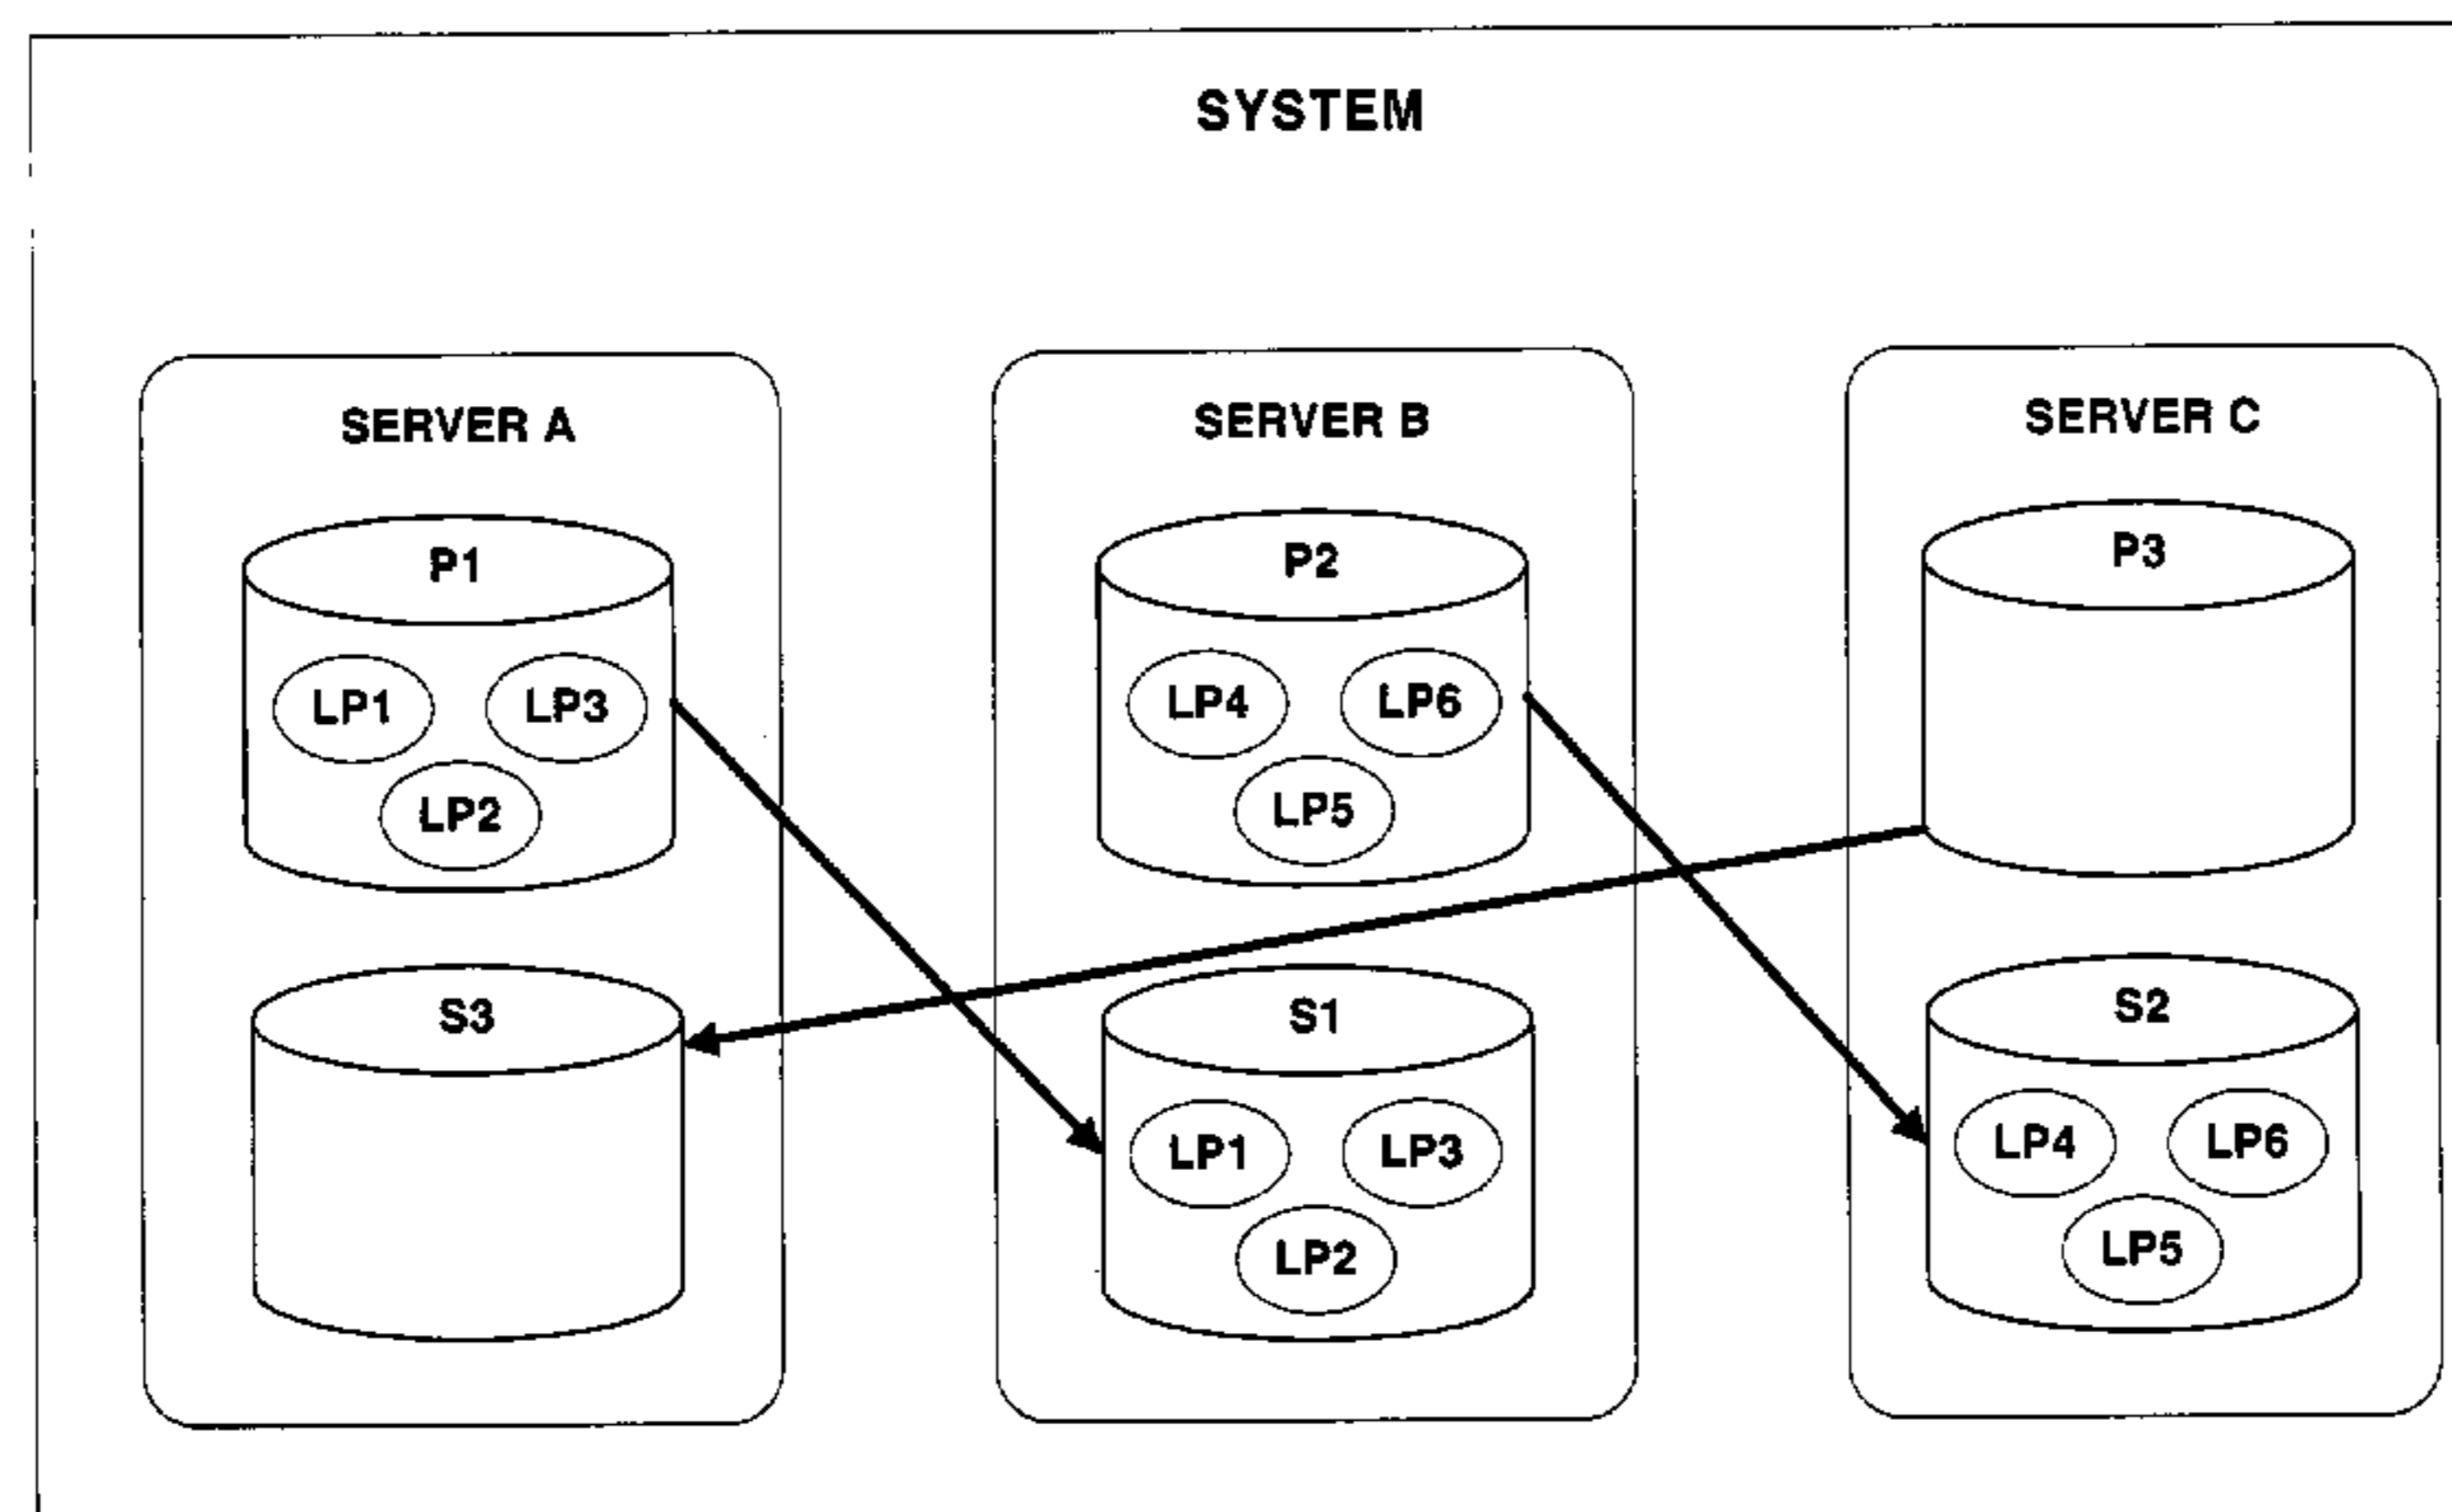 SYSTEM
SERVER A
P1
LP1
LP3
LP2
S3
SERVER B
P2
LP4
LP6
LP5
S1
LP1
LP3
LP2
SERVER C
P3
S2
LP4
LP6
LP5